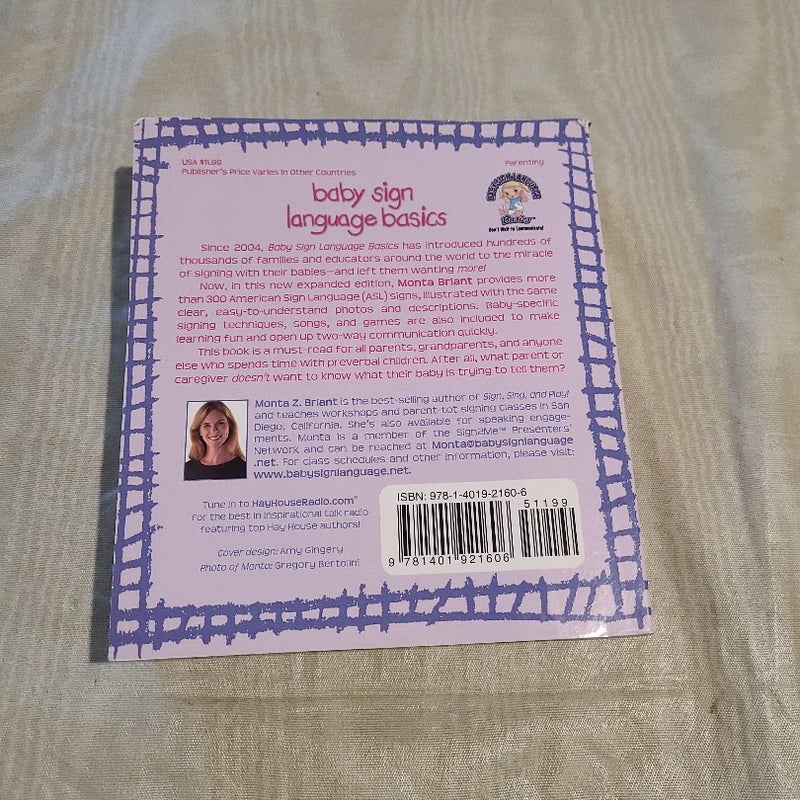 USA $11.99
Publisher's Price Varies in Other Countries
Parenting
baby sign
language basics
BABY SIGN LANGUAGE
Basics
Don't Wait to Communicate!
Since 2004, Baby Sign Language Basics has introduced hundreds of
thousands of families and educators around the world to the miracle
of signing with their babies—and left them wanting more!
Now, in this new expanded edition, Monta Briant provides more
than 300 American Sign Language (ASL) signs, illustrated with the same
clear, easy-to-understand photos and descriptions. Baby-specific
signing techniques, songs, and games are also included to make
learning fun and open up two-way communication quickly.
This book is a must-read for all parents, grandparents, and anyone
else who spends time with preverbal children. After all, what parent or
caregiver doesn't want to know what their baby is trying to tell them?
Monta Z. Briant is the best-selling author of Sign, Sing, and Play!
and teaches workshops and parent-tot signing classes in San
Diego, California. She's also available for speaking engage-
ments. Monta is a member of the Sign2Me™ Presenters'
Network and can be reached at Monta@babysignlanguage
.net. For class schedules and other information, please visit:
www.babysignlanguage.net.
Tune in to HayHouseRadio.com™
for the best in inspirational talk radio
featuring top Hay House authors!
Cover design: Amy Gingery
Photo of Monta: Gregory Bertolini
ISBN: 978-1-4019-2160-6
51199
9 781401 921606